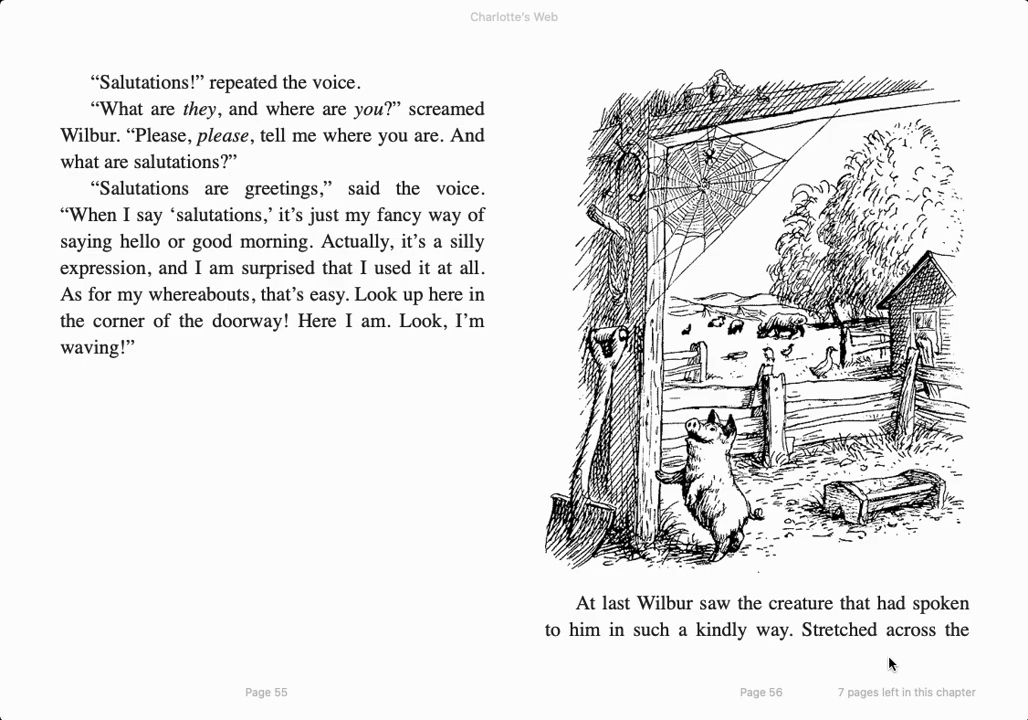 Charlotte's Web
“Salutations!” repeated the voice.
“What are they, and where are you?” screamed
Wilbur. “Please, please, tell me where you are. And
what are salutations?”
“Salutations are greetings,” said the voice.
“When I say ‘salutations,’ it’s just my fancy way of
saying hello or good morning. Actually, it’s a silly
expression, and I am surprised that I used it at all.
As for my whereabouts, that’s easy. Look up here in
the corner of the doorway! Here I am. Look, I’m
waving!”
At last Wilbur saw the creature that had spoken
to him in such a kindly way. Stretched across the
Page 55
Page 56
7 pages left in this chapter